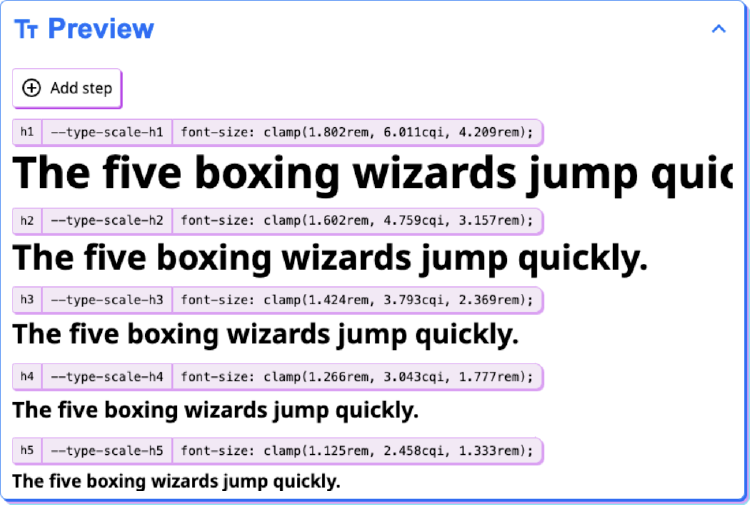 Tт Preview
Add step
h1 --type-scale-h1 font-size: clamp(1.802rem, 6.011cqi, 4.209rem);
The five boxing wizards jump quic
h2 --type-scale-h2 font-size: clamp(1.602rem, 4.759cqi, 3.157rem);
The five boxing wizards jump quickly.
h3 --type-scale-h3 font-size: clamp(1.424rem, 3.793cqi, 2.369rem);
The five boxing wizards jump quickly.
h4 --type-scale-h4 font-size: clamp(1.266rem, 3.043cqi, 1.777rem);
The five boxing wizards jump quickly.
h5 --type-scale-h5 font-size: clamp(1.125rem, 2.458cqi, 1.333rem);
The five boxing wizards jump quickly.